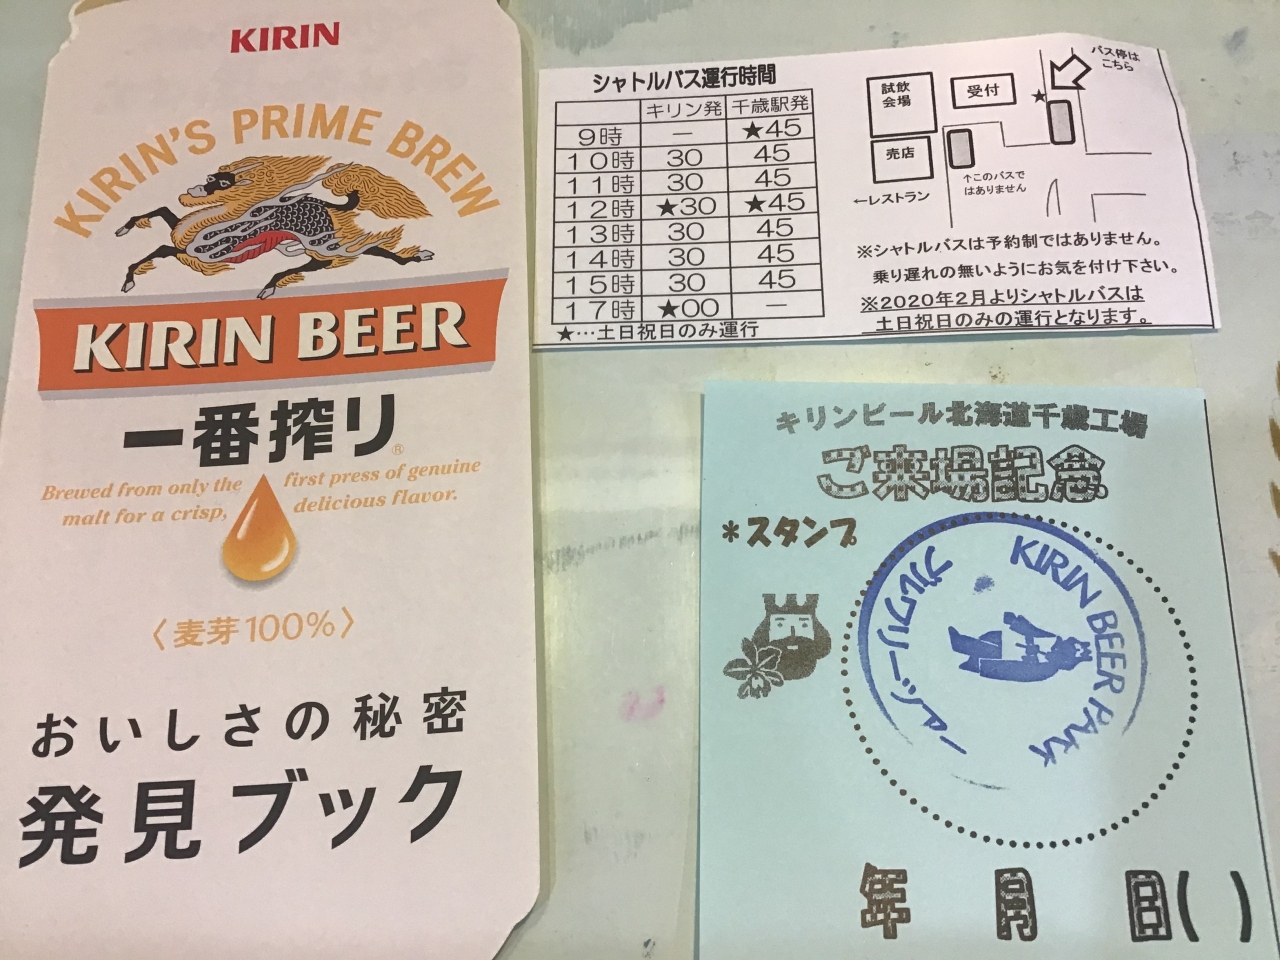 KIRIN
KIRIN'S PRIME BREW
KIRIN BEER
一番搾り®
Brewed from only the
malt for a crisp,
first press of genuine
delicious flavor.
〈麦芽100%〉
おいしさの秘密
発見ブック
シャトルバス運行時間
キリン発 千歳駅発
9時 — ★45
10時 30 45
11時 30 45
12時 ★30 ★45
13時 30 45
14時 30 45
15時 30 45
17時 ★00 —
★…土日祝日のみ運行
試飲
会場
受付
バス停は
こちら
★
売店
↑このバスで
はありません
←レストラン
※シャトルバスは予約制ではありません。
乗り遅れの無いようにお気を付け下さい。
※2020年2月よりシャトルバスは
土日祝日のみの運行となります。
キリンビール北海道千歳工場
ご来場記念
*スタンプ
KIRIN BEER PARK
ブルワリー
年 月 日( )